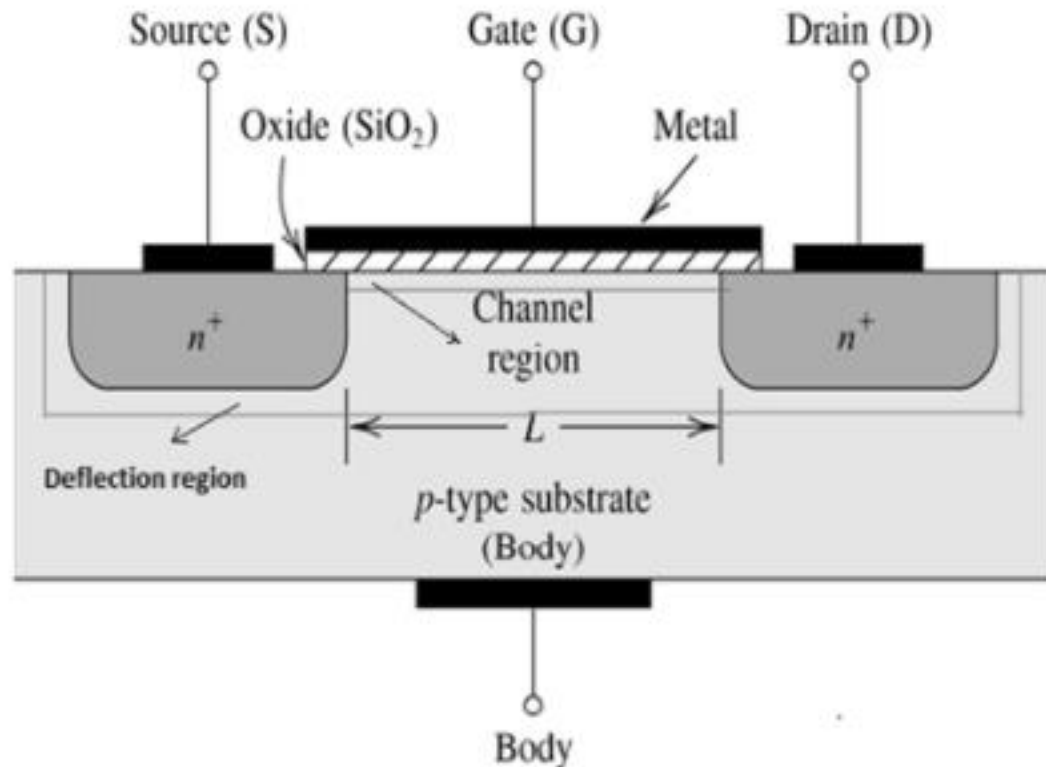 Source (S)
Gate (G)
Drain (D)
Oxide (SiO₂)
Metal
n⁺
Channel
region
n⁺
L
Deflection region
p-type substrate
(Body)
Body